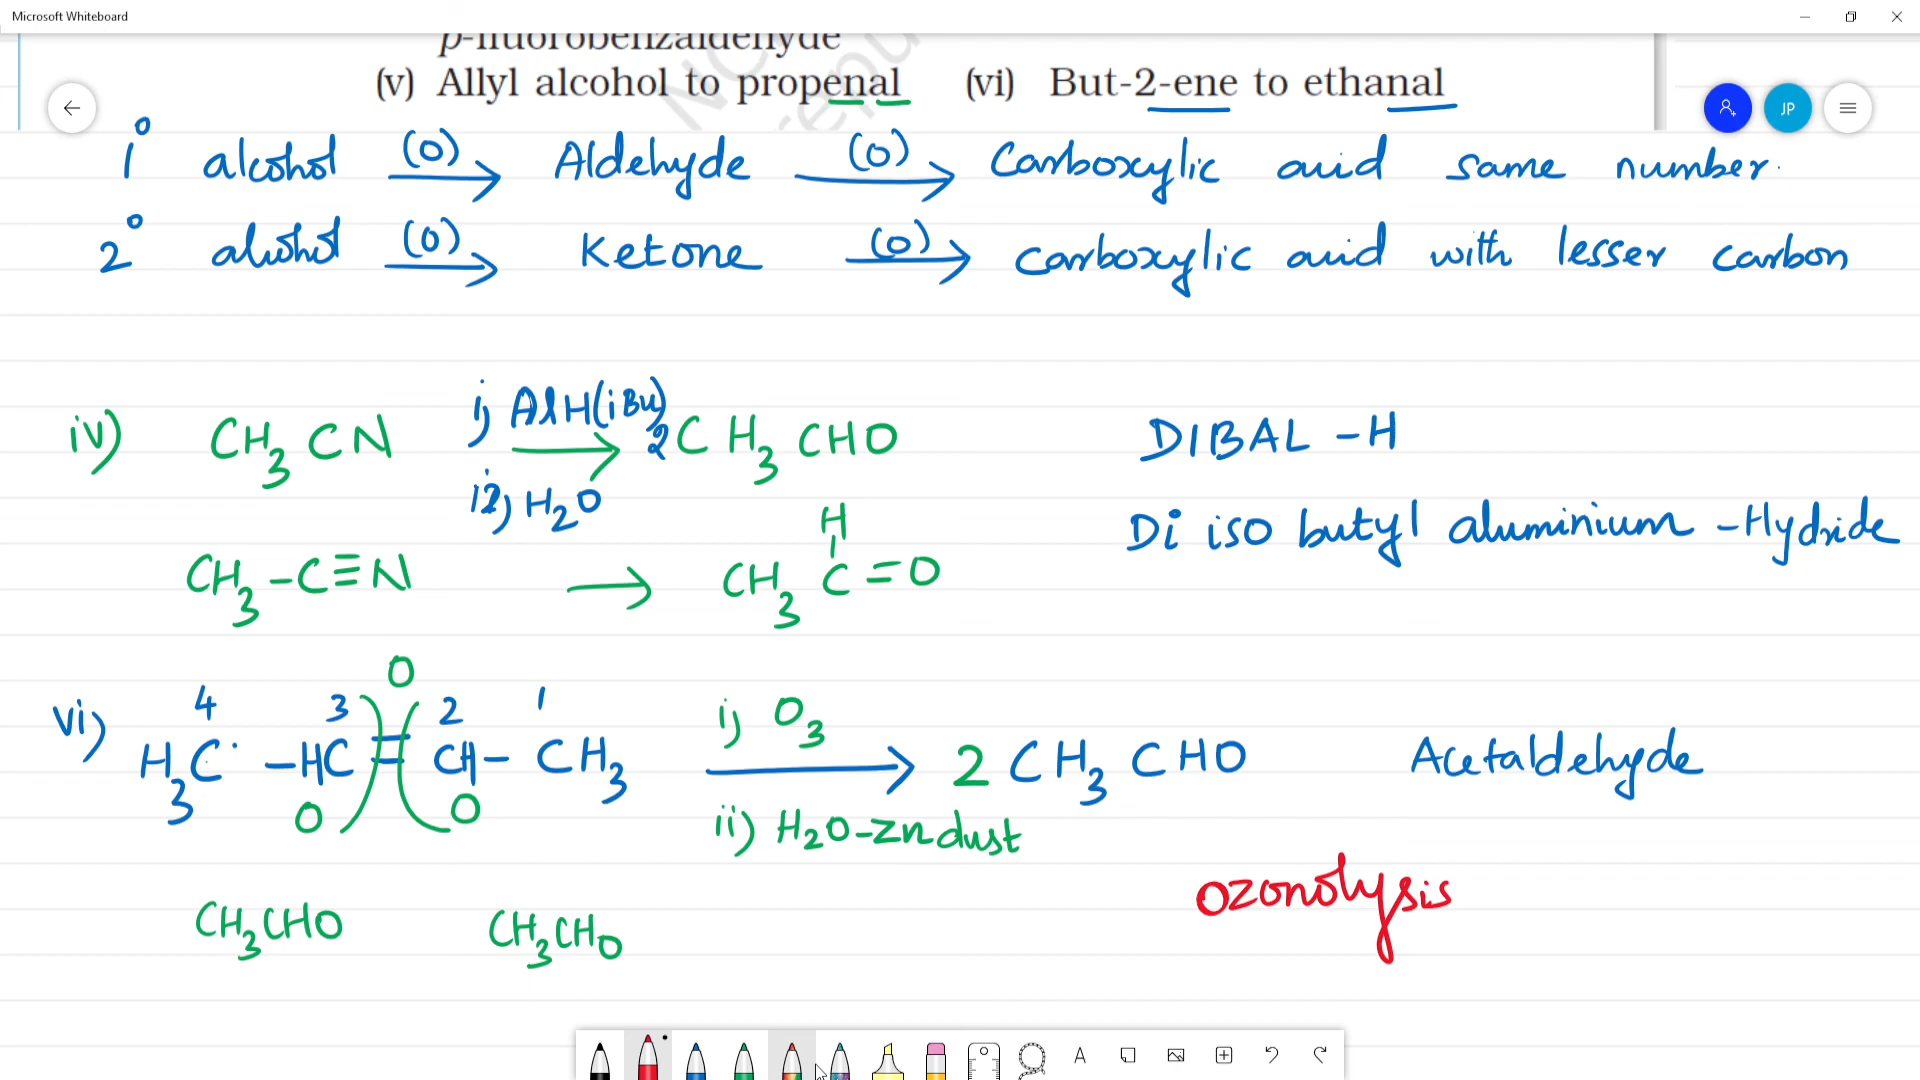 Microsoft Whiteboard
p-fluorobenzaldehyde
(v) Allyl alcohol to propenal (vi) But-2-ene to ethanal
JP
1° alcohol (O) → Aldehyde (O) → Carboxylic acid same number.
2° alcohol (O) → Ketone (O) → carboxylic acid with lesser carbon
iv) CH3CN i) AlH(iBu)2 → CH3CHO DIBAL-H
i2) H2O
Di iso butyl aluminium -Hydride
H
CH3-C≡N → CH3C=O
O
4 3 2 1 i) O3
vi) H3C-HC=CH-CH3 → 2CH3CHO Acetaldehyde
O O ii) H2O-Zn dust
Ozonolysis
CH3CHO CH3CHO
A